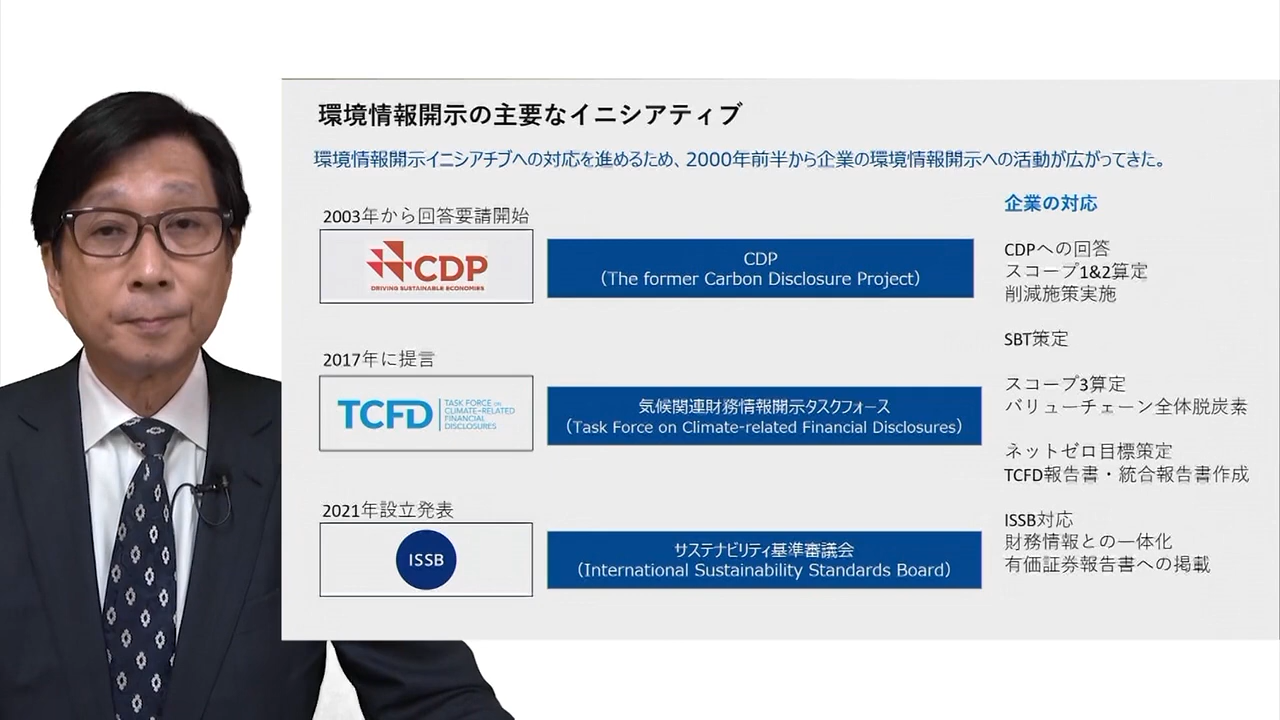 環境情報開示の主要なイニシアティブ
環境情報開示イニシアチブへの対応を進めるため、2000年前半から企業の環境情報開示への活動が広がってきた。
2003年から回答要請開始
CDP
DRIVING SUSTAINABLE ECONOMIES
CDP
（The former Carbon Disclosure Project）
2017年に提言
TCFD
TASK FORCE ON
CLIMATE-RELATED
FINANCIAL
DISCLOSURES
気候関連財務情報開示タスクフォース
（Task Force on Climate-related Financial Disclosures）
2021年設立発表
ISSB
サステナビリティ基準審議会
（International Sustainability Standards Board）
企業の対応
CDPへの回答
スコープ1&2算定
削減施策実施
SBT策定
スコープ3算定
バリューチェーン全体脱炭素
ネットゼロ目標策定
TCFD報告書・統合報告書作成
ISSB対応
財務情報との一体化
有価証券報告書への掲載